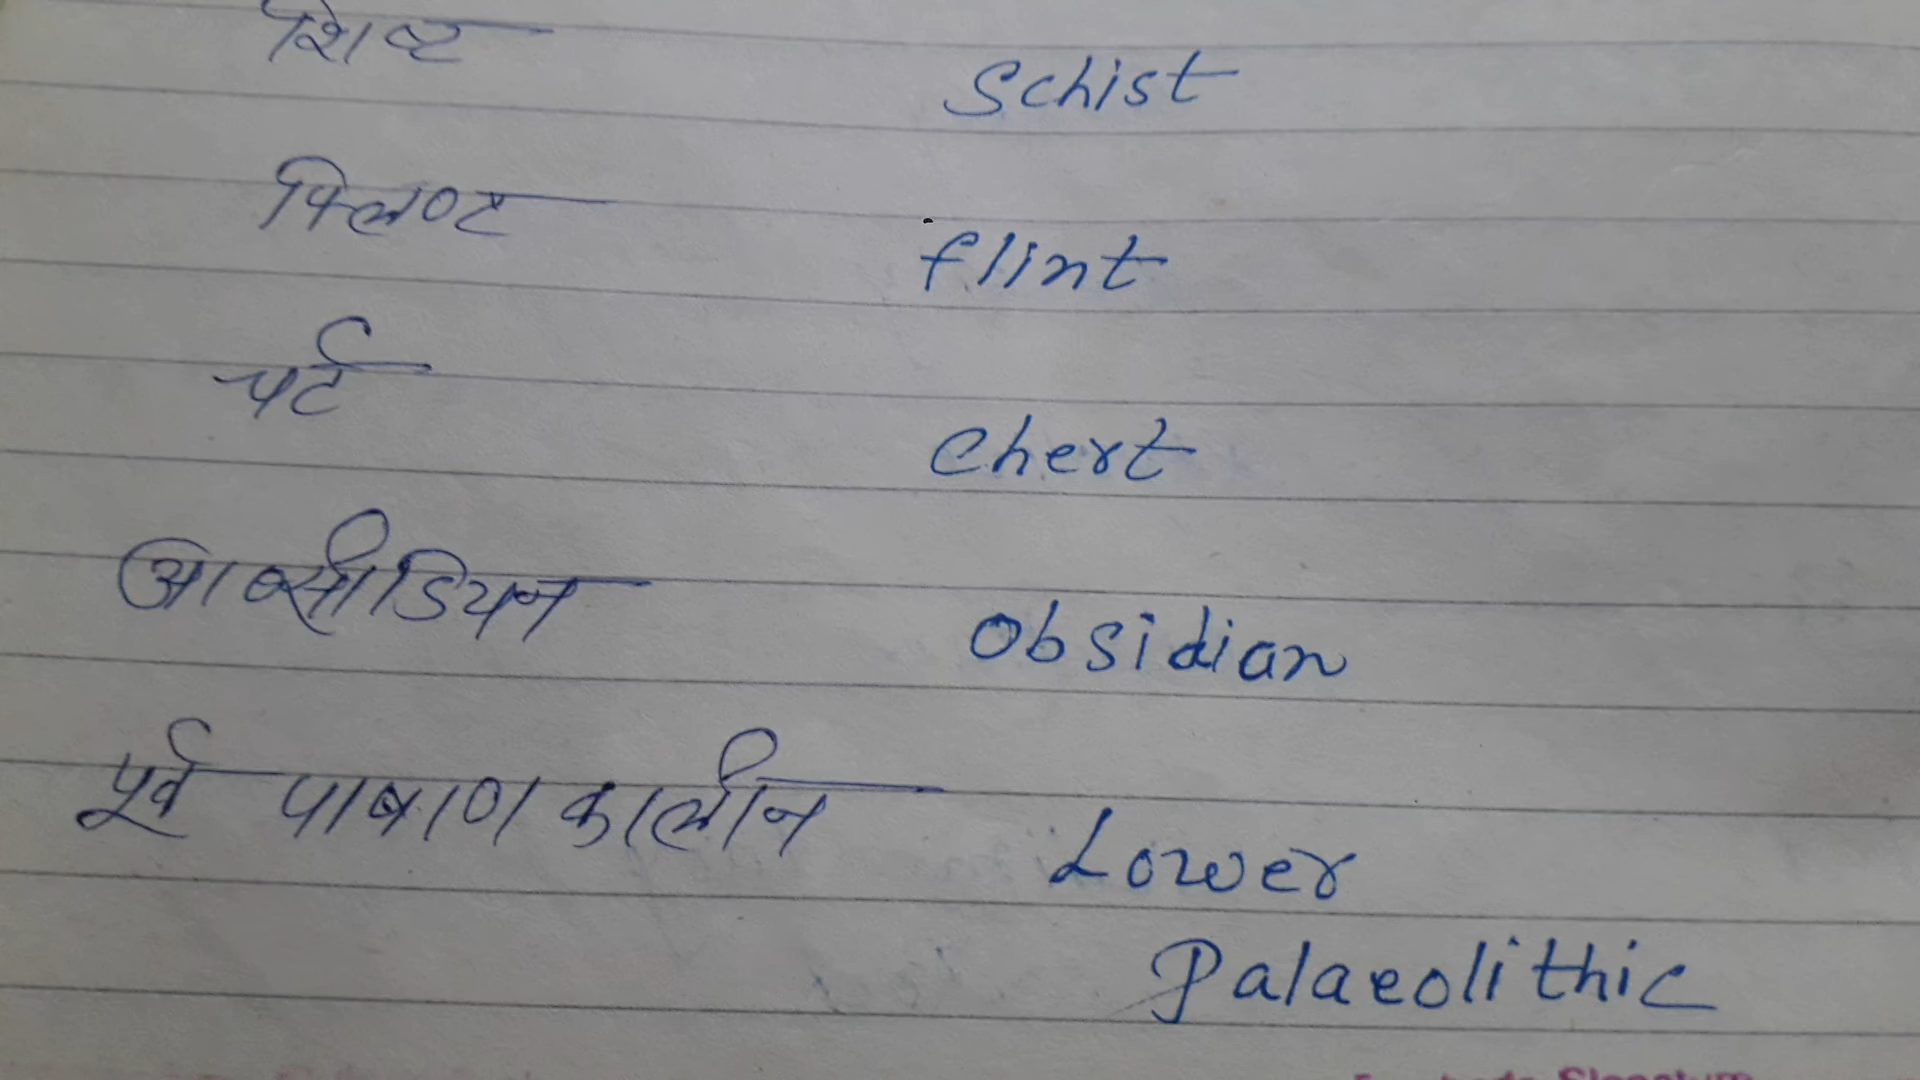 शिष्ट Schist
फ्लिण्ट flint
चर्ट Chert
आब्सीडियन Obsidian
पूर्व पाषाण कालीन Lower
Palaeolithic